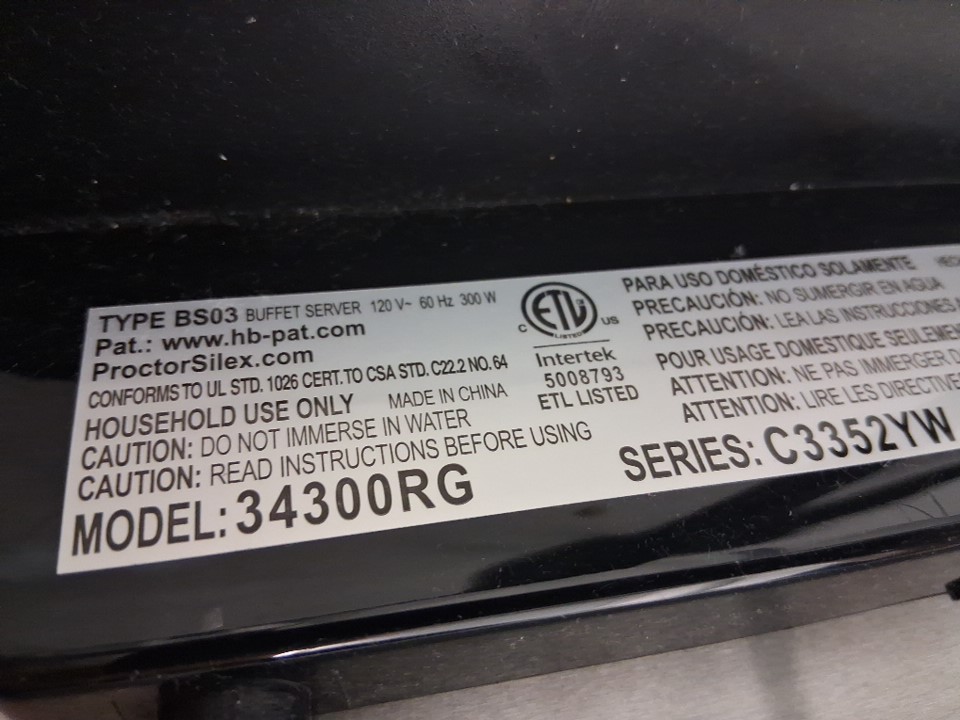 TYPE BS03 BUFFET SERVER 120 V~ 60 Hz 300 W
Pat.: www.hb-pat.com
ProctorSilex.com
CONFORMS TO UL STD. 1026 CERT. TO CSA STD. C22.2 NO. 64
HOUSEHOLD USE ONLY MADE IN CHINA
CAUTION: DO NOT IMMERSE IN WATER
CAUTION: READ INSTRUCTIONS BEFORE USING
MODEL: 34300RG
C ETL US
LISTED
Intertek
5008793
ETL LISTED
PARA USO DOMÉSTICO SOLAMENTE
PRECAUCIÓN: NO SUMERGIR EN AGUA
PRECAUCIÓN: LEA LAS INSTRUCCIONES
POUR USAGE DOMESTIQUE SEULEME
ATTENTION: NE PAS IMMERGER D
ATTENTION: LIRE LES DIRECTIVE
SERIES: C3352YW